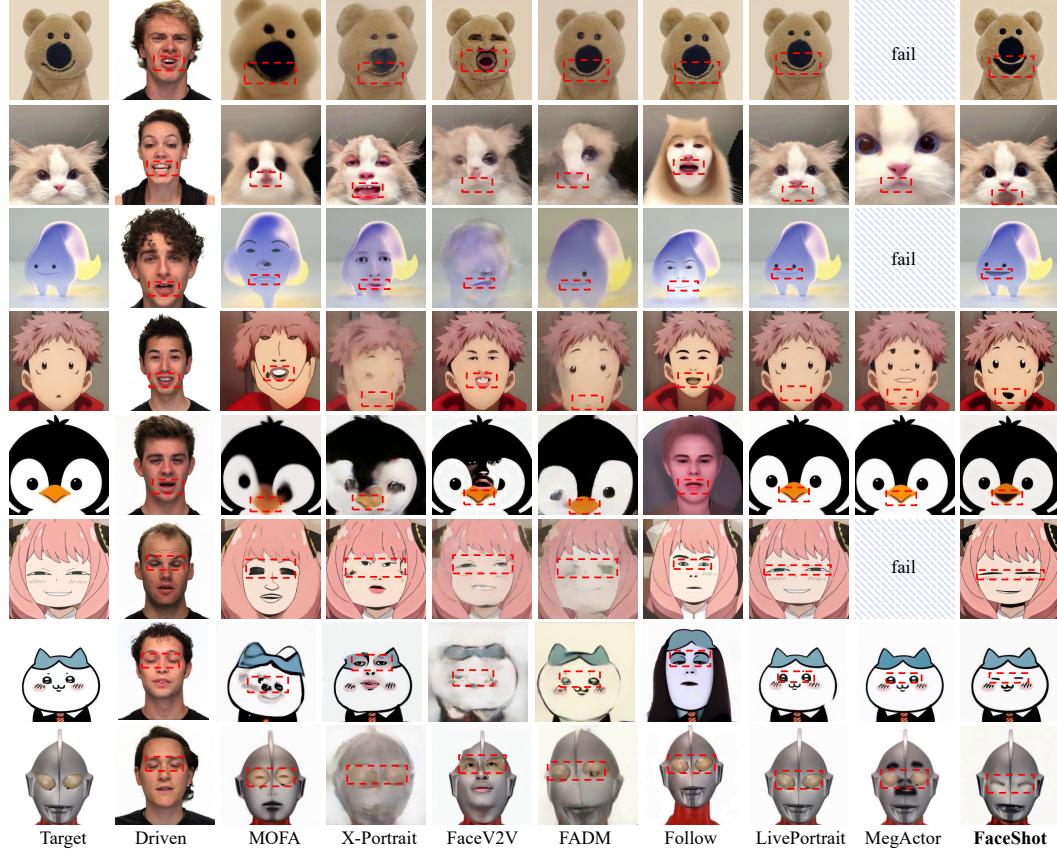 fail
fail
fail
Target Driven MOFA X-Portrait FaceV2V FADM Follow LivePortrait MegActor FaceShot